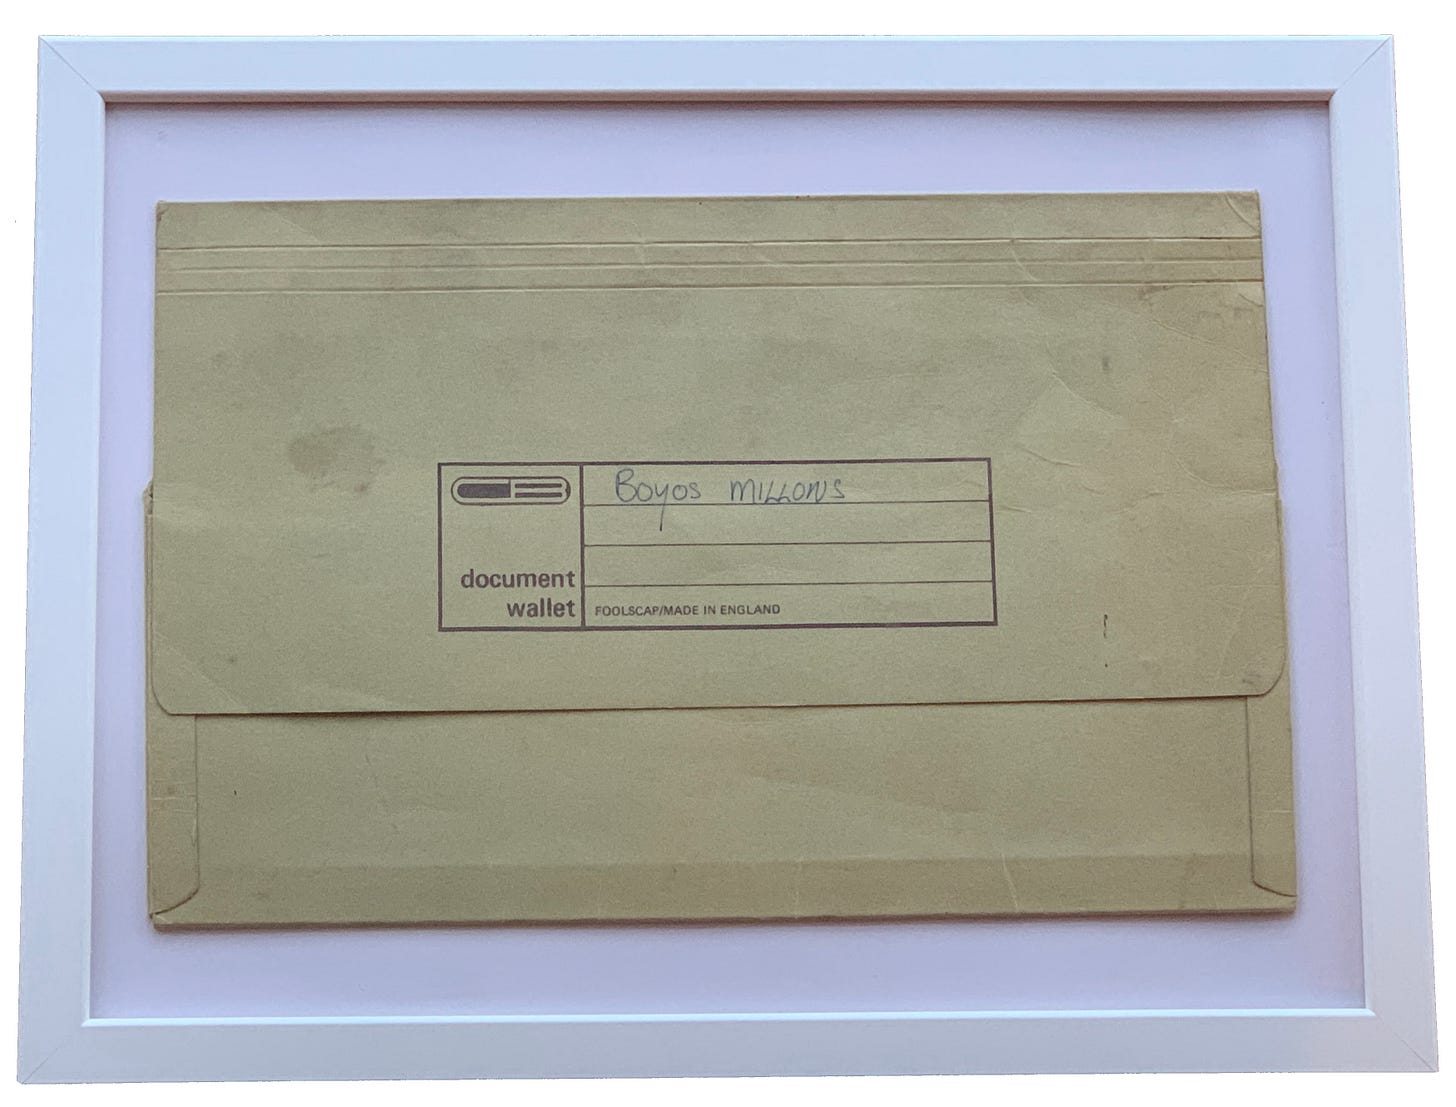 Boyos MILLONS
document
wallet
FOOLSCAP/MADE IN ENGLAND